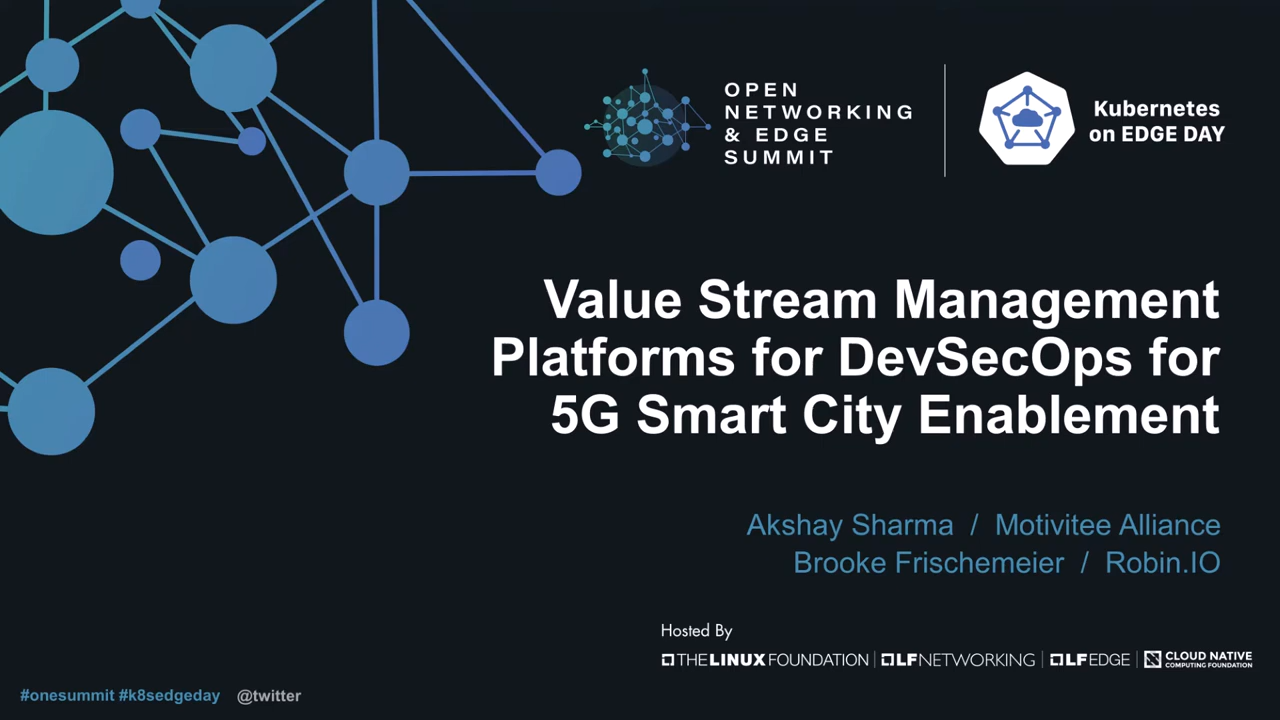 OPEN
NETWORKING
& EDGE
SUMMIT
Kubernetes
on EDGE DAY
Value Stream Management
Platforms for DevSecOps for
5G Smart City Enablement
Akshay Sharma / Motivitee Alliance
Brooke Frischemeier / Robin.IO
Hosted By
THE LINUX FOUNDATION LF NETWORKING LF EDGE CLOUD NATIVE
COMPUTING FOUNDATION
#onesummit #k8sedgeday @twitter